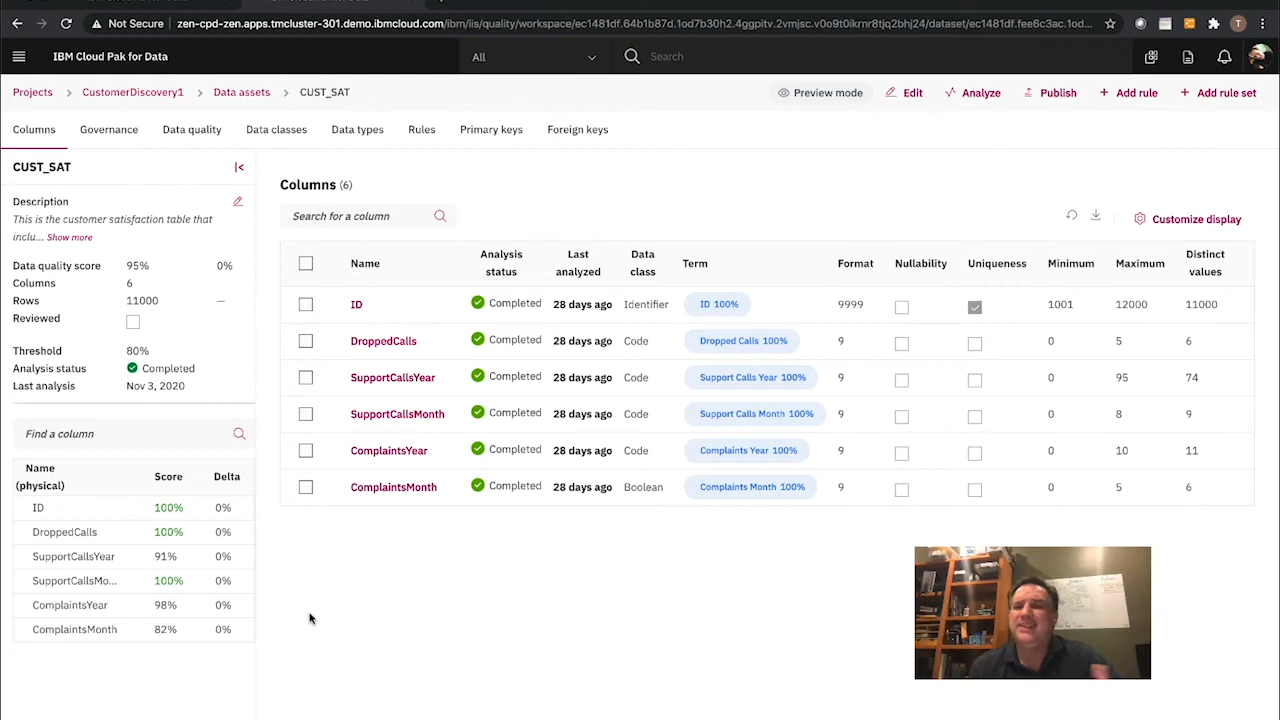 Not Secure zen-cpd-zen.apps.tmcluster-301.demo.ibmcloud.com/ibm/iis/quality/workspace/ec1481df.64b1b87d.1od7b30h2.4ggpitv.2vmjsc.v0o9t0ikrnr8tjq2bhj24/dataset/ec1481df.fee6c3ac.1od...
T
IBM Cloud Pak for Data
All
Search
Projects > CustomerDiscovery1 > Data assets > CUST_SAT
Preview mode Edit Analyze Publish + Add rule + Add rule set
Columns Governance Data quality Data classes Data types Rules Primary keys Foreign keys
CUST_SAT
Description
This is the customer satisfaction table that
inclu... Show more
Data quality score 95% 0%
Columns 6
Rows 11000 —
Reviewed
Threshold 80%
Analysis status Completed
Last analysis Nov 3, 2020
Find a column
Name
(physical) Score Delta
ID 100% 0%
DroppedCalls 100% 0%
SupportCallsYear 91% 0%
SupportCallsMo... 100% 0%
ComplaintsYear 98% 0%
ComplaintsMonth 82% 0%
Columns (6)
Search for a column
Customize display
Name Analysis status Last analyzed Data class Term Format Nullability Uniqueness Minimum Maximum Distinct values
ID Completed 28 days ago Identifier ID 100% 9999 1001 12000 11000
DroppedCalls Completed 28 days ago Code Dropped Calls 100% 9 0 5 6
SupportCallsYear Completed 28 days ago Code Support Calls Year 100% 9 0 95 74
SupportCallsMonth Completed 28 days ago Code Support Calls Month 100% 9 0 8 9
ComplaintsYear Completed 28 days ago Code Complaints Year 100% 9 0 10 11
ComplaintsMonth Completed 28 days ago Boolean Complaints Month 100% 9 0 5 6